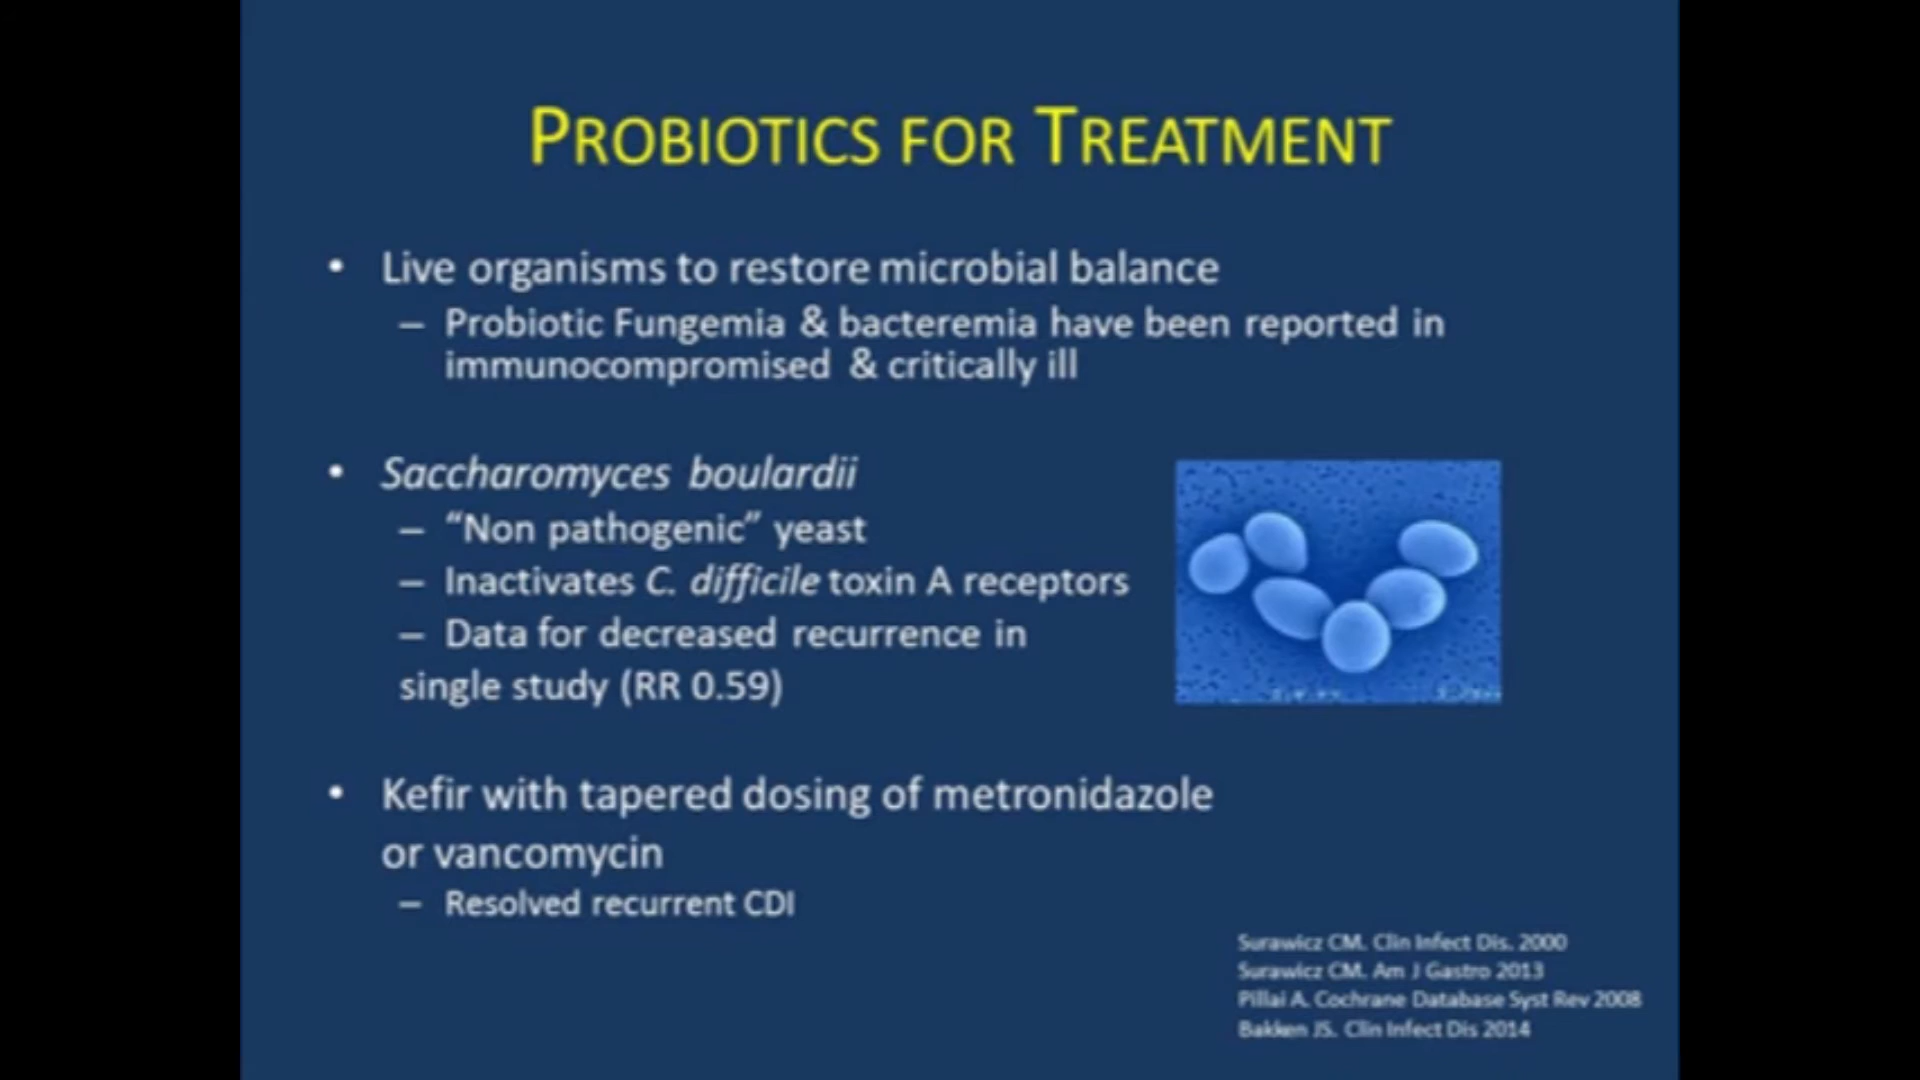 PROBIOTICS FOR TREATMENT
• Live organisms to restore microbial balance
– Probiotic Fungemia & bacteremia have been reported in
immunocompromised & critically ill
• Saccharomyces boulardii
– “Non pathogenic” yeast
– Inactivates C. difficile toxin A receptors
– Data for decreased recurrence in
single study (RR 0.59)
• Kefir with tapered dosing of metronidazole
or vancomycin
– Resolved recurrent CDI
Surawicz CM. Clin Infect Dis. 2000
Surawicz CM. Am J Gastro 2013
Pillai A. Cochrane Database Syst Rev 2008
Bakken JS. Clin Infect Dis 2014